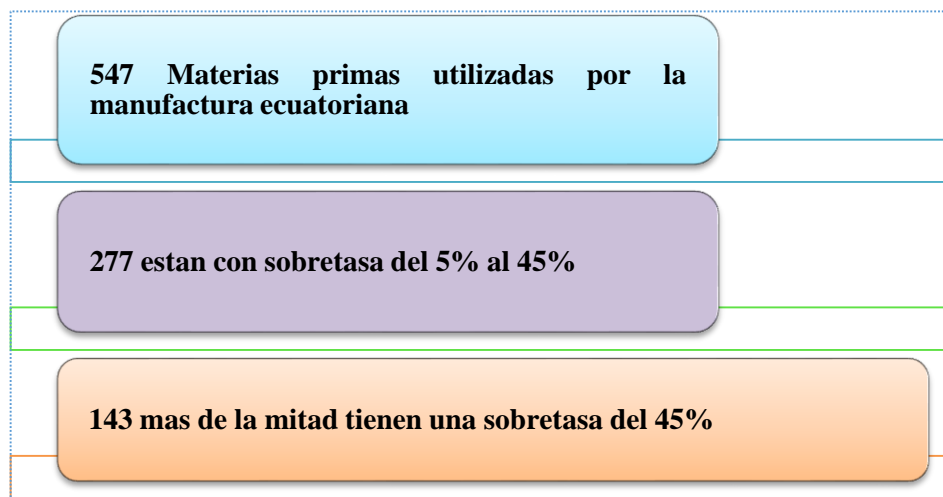 547 Materias primas utilizadas por la
manufactura ecuatoriana
277 estan con sobretasa del 5% al 45%
143 mas de la mitad tienen una sobretasa del 45%